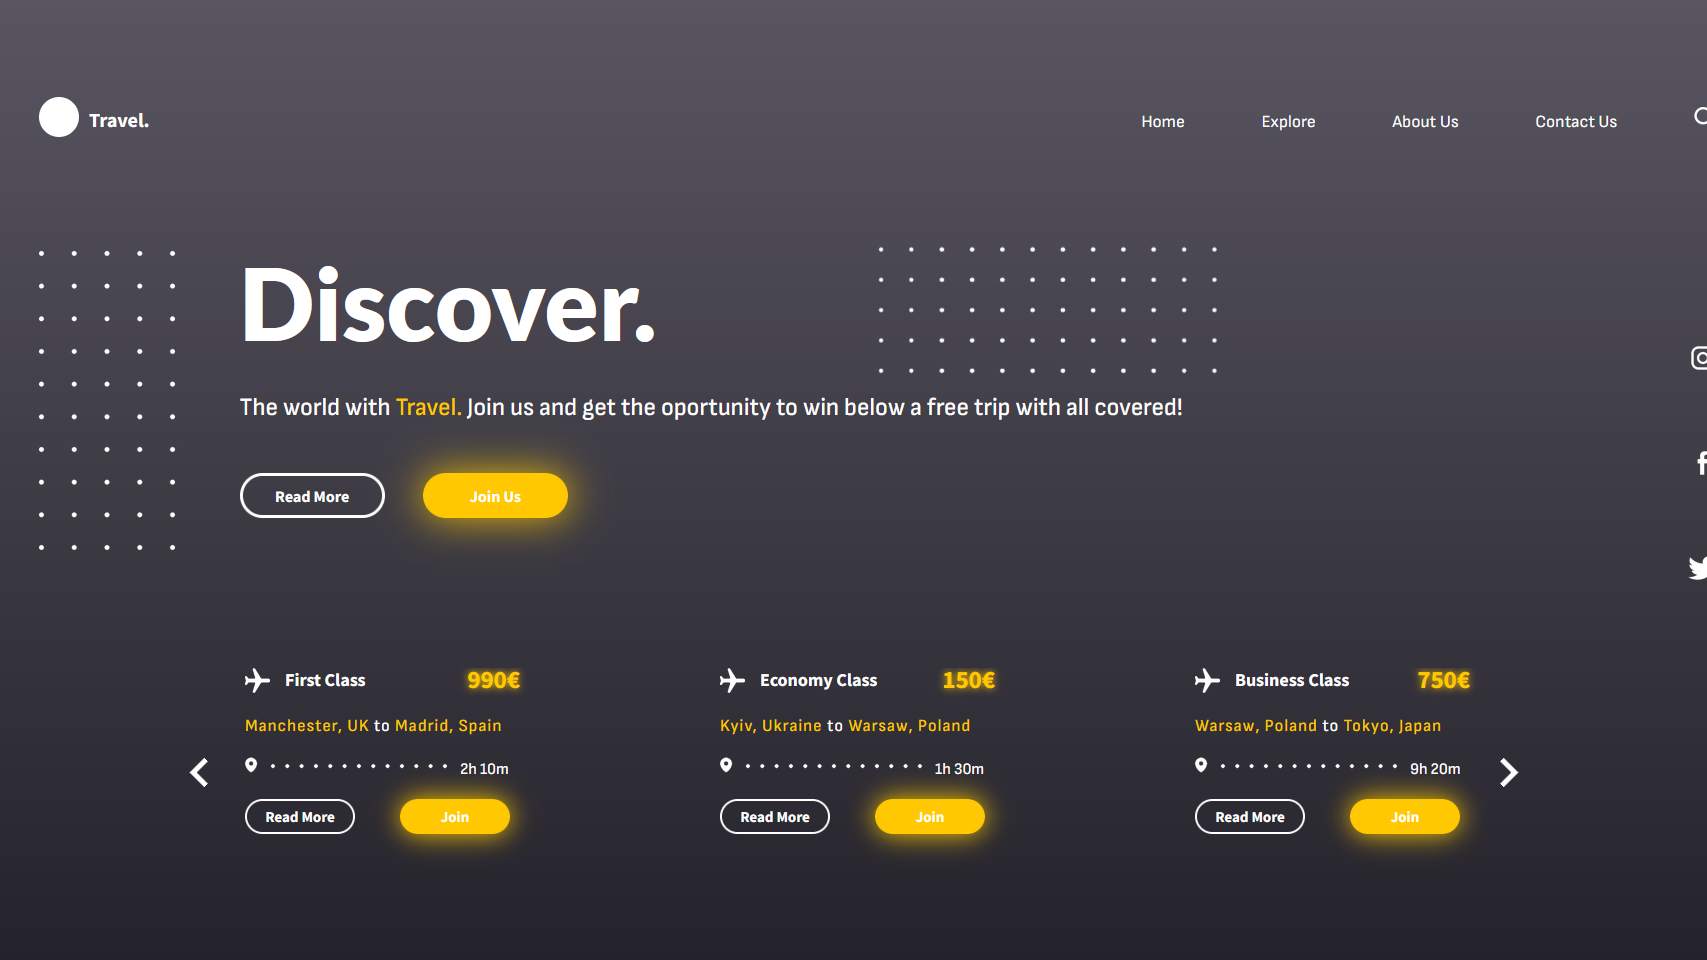 Travel.
Home Explore About Us Contact Us
Discover.
The world with Travel. Join us and get the oportunity to win below a free trip with all covered!
Read More Join Us
First Class 990€
Manchester, UK to Madrid, Spain
2h 10m
Read More Join
Economy Class 150€
Kyiv, Ukraine to Warsaw, Poland
1h 30m
Read More Join
Business Class 750€
Warsaw, Poland to Tokyo, Japan
9h 20m
Read More Join